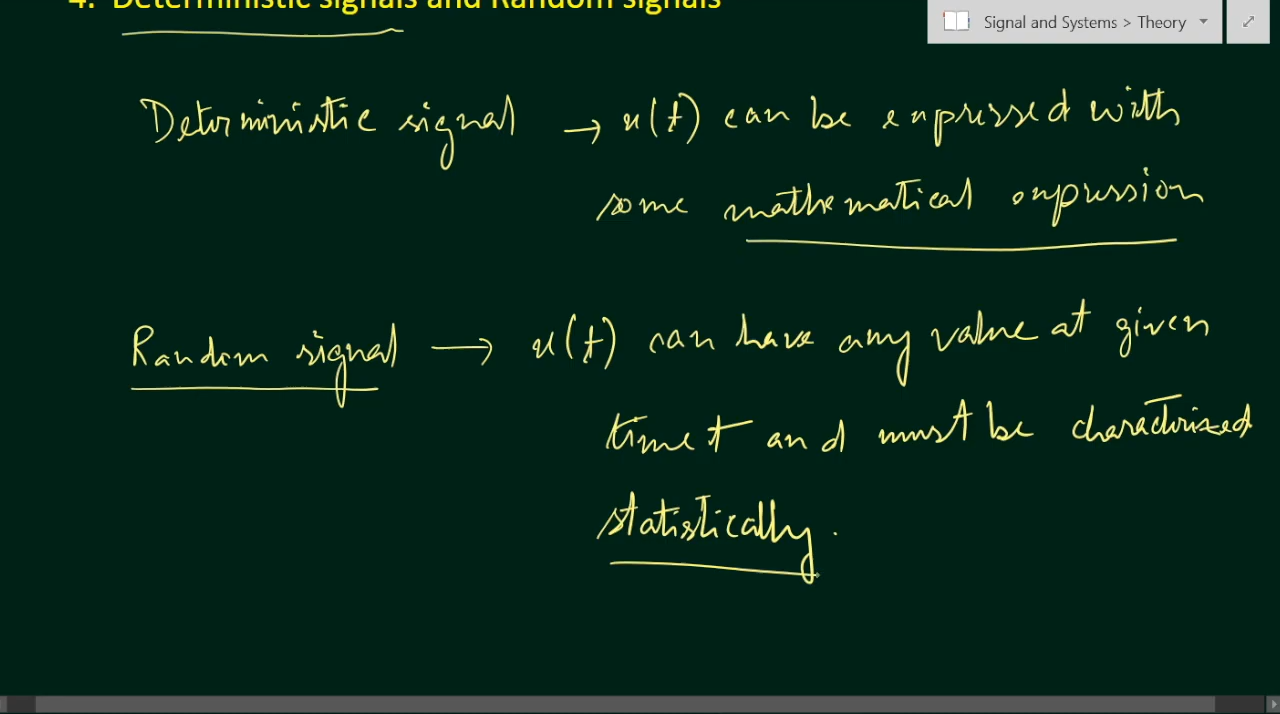 4. Deterministic signals and Random signals
Signal and Systems > Theory
Deterministic signal → x(t) can be expressed with
some mathematical expression
Random signal → x(t) can have any value at given
time t and must be charactorized
statistically.